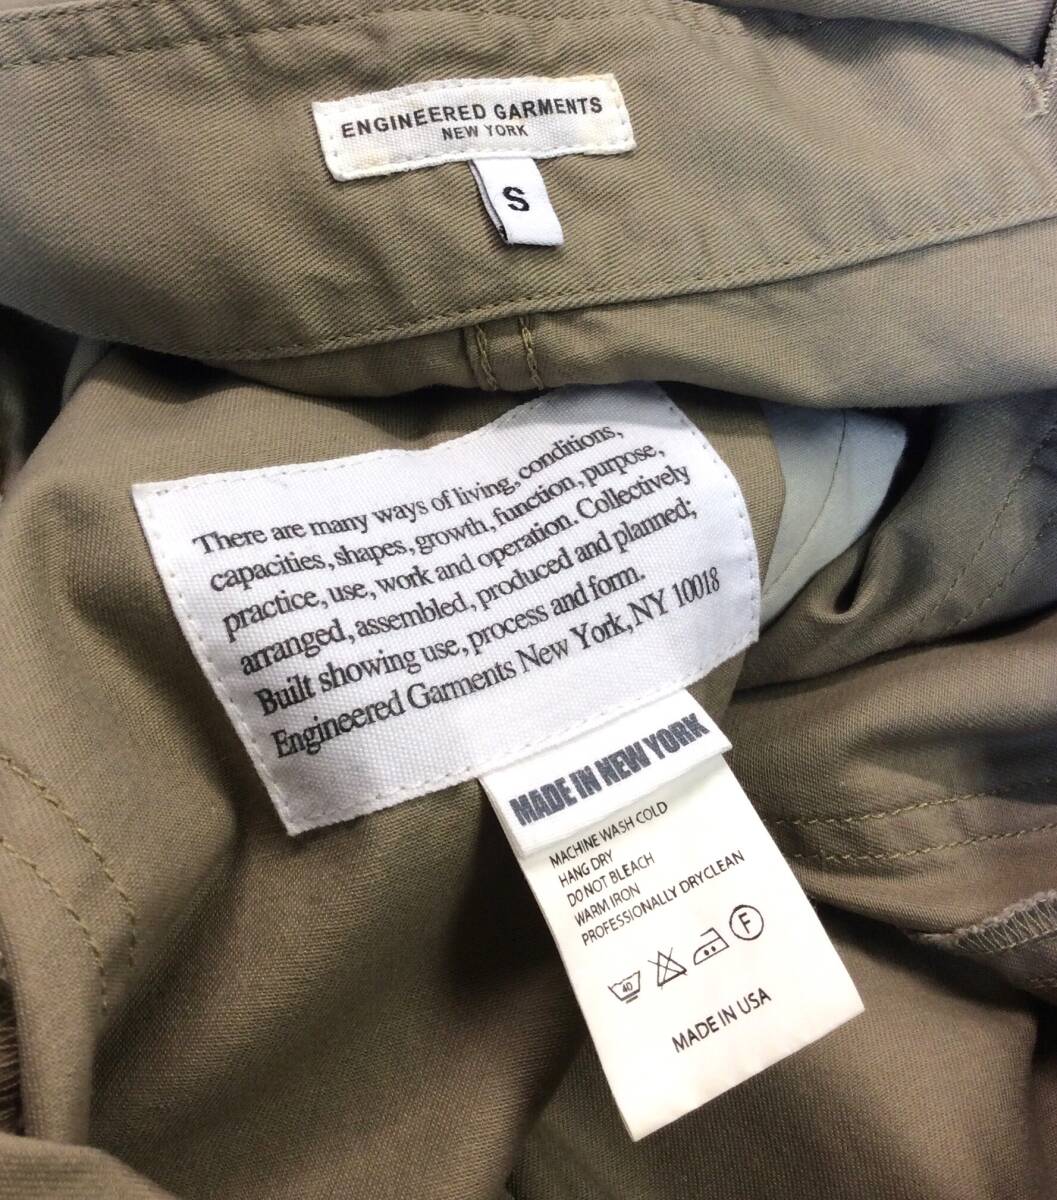 ENGINEERED GARMENTS
NEW YORK
S
There are many ways of living, conditions,
capacities, shapes, growth, function, purpose,
practice, use, work and operation. Collectively
arranged, assembled, produced and planned;
Built showing use, process and form.
Engineered Garments New York, NY 10018
MADE IN NEW YORK
MACHINE WASH COLD
HANG DRY
DO NOT BLEACH
WARM IRON
PROFESSIONALLY DRYCLEAN
40 F
MADE IN USA